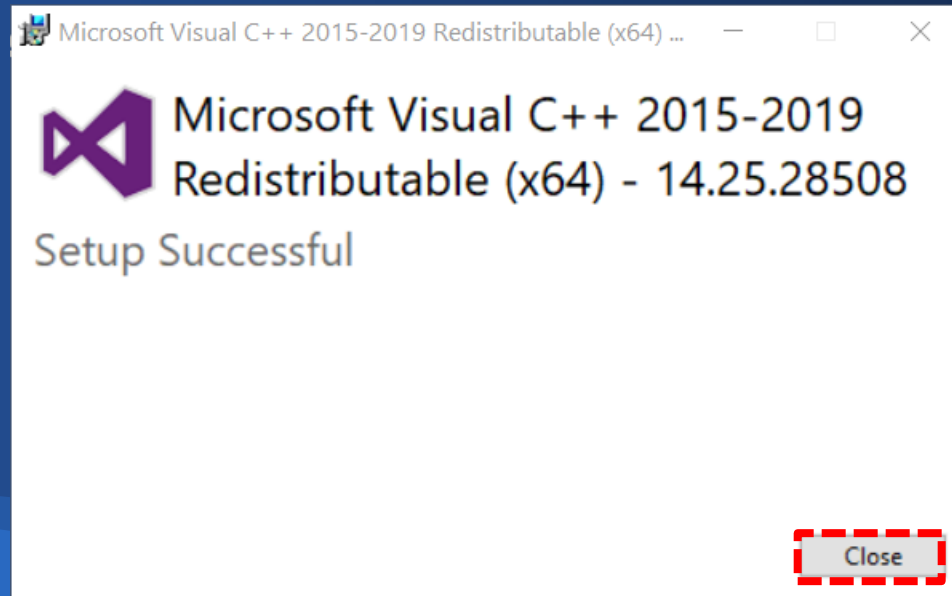 Microsoft Visual C++ 2015-2019 Redistributable (x64) ...
Microsoft Visual C++ 2015-2019
Redistributable (x64) - 14.25.28508
Setup Successful
Close